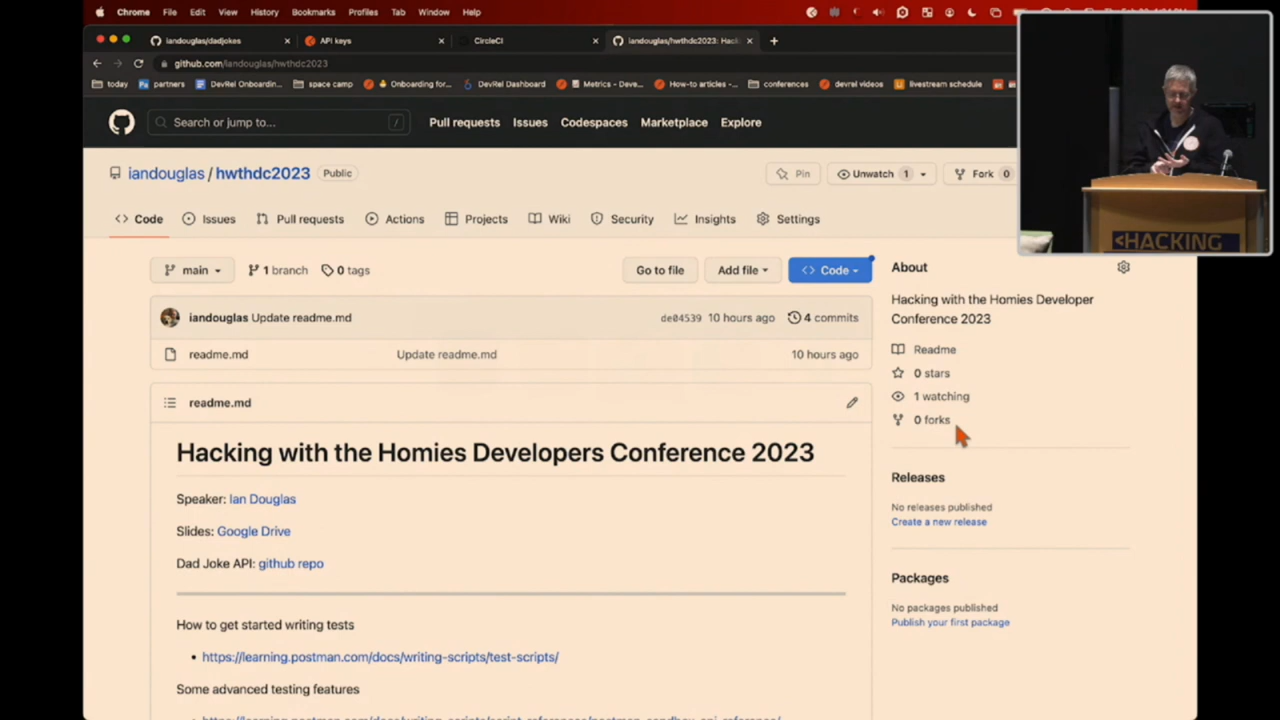 Chrome File Edit View History Bookmarks Profiles Tab Window Help
iandouglas/dadjokes
API keys
CircleCI
iandouglas/hwthdc2023: Hack
github.com/iandouglas/hwthdc2023
today partners DevRel Onboardin... space camp Onboarding for... DevRel Dashboard Metrics - Deve... How-to articles -... conferences devrel videos livestream schedule
Search or jump to... /
Pull requests Issues Codespaces Marketplace Explore
iandouglas / hwthdc2023 Public
Pin Unwatch 1 Fork 0
Code Issues Pull requests Actions Projects Wiki Security Insights Settings
main 1 branch 0 tags Go to file Add file Code
iandouglas Update readme.md de04539 10 hours ago 4 commits
readme.md Update readme.md 10 hours ago
readme.md
Hacking with the Homies Developers Conference 2023
Speaker: Ian Douglas
Slides: Google Drive
Dad Joke API: github repo
How to get started writing tests
• https://learning.postman.com/docs/writing-scripts/test-scripts/
Some advanced testing features
About
Hacking with the Homies Developer
Conference 2023
Readme
0 stars
1 watching
0 forks
Releases
No releases published
Create a new release
Packages
No packages published
Publish your first package
<HACKING